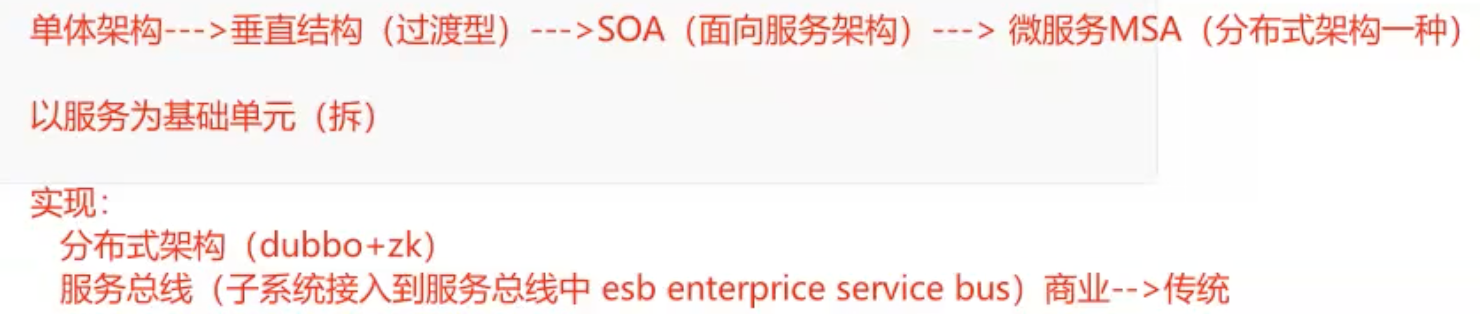 单体架构--->垂直结构（过渡型）--->SOA（面向服务架构）---> 微服务MSA（分布式架构一种）
以服务为基础单元（拆）
实现：
分布式架构（dubbo+zk）
服务总线（子系统接入到服务总线中 esb enterprice service bus）商业-->传统